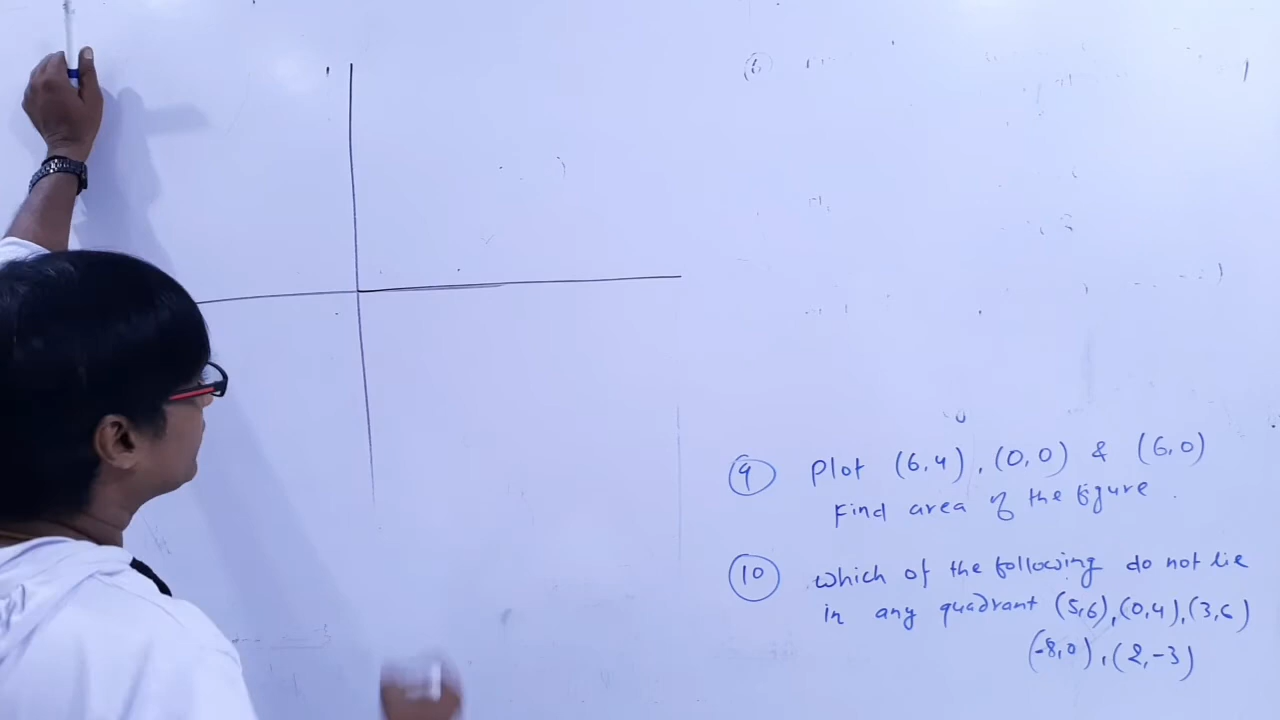 (6)
(9) Plot (6,4), (0,0) & (6,0)
Find area of the figure.
(10) which of the following do not lie
in any quadrant (5,6), (0,4), (3,6)
(-8,0), (2,-3)